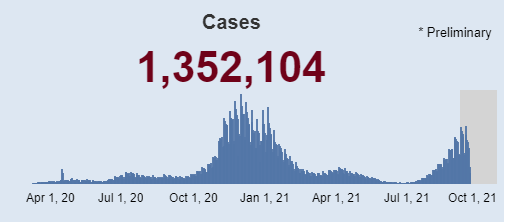 Cases
* Preliminary
1,352,104
Apr 1, 20 Jul 1, 20 Oct 1, 20 Jan 1, 21 Apr 1, 21 Jul 1, 21 Oct 1, 21